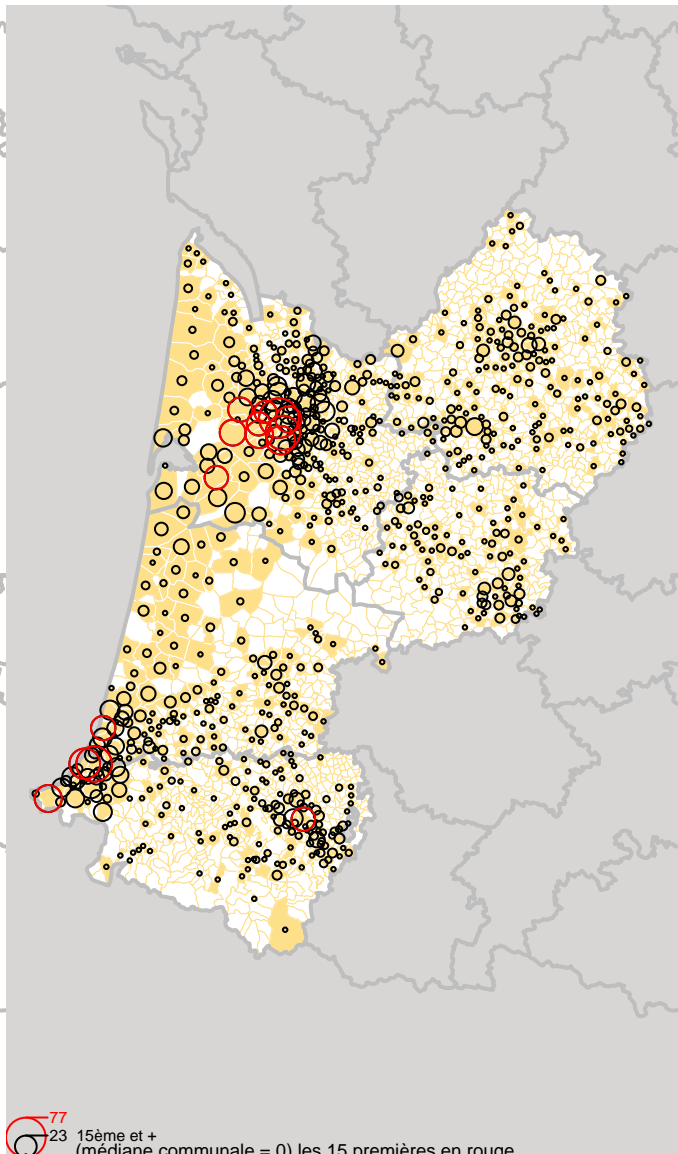 77
23 15ème et +
(médiane communale = 0) les 15 premières en rouge